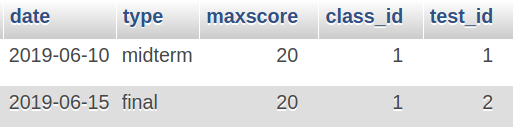 date type maxscore class_id test_id
2019-06-10 midterm 20 1 1
2019-06-15 final 20 1 2